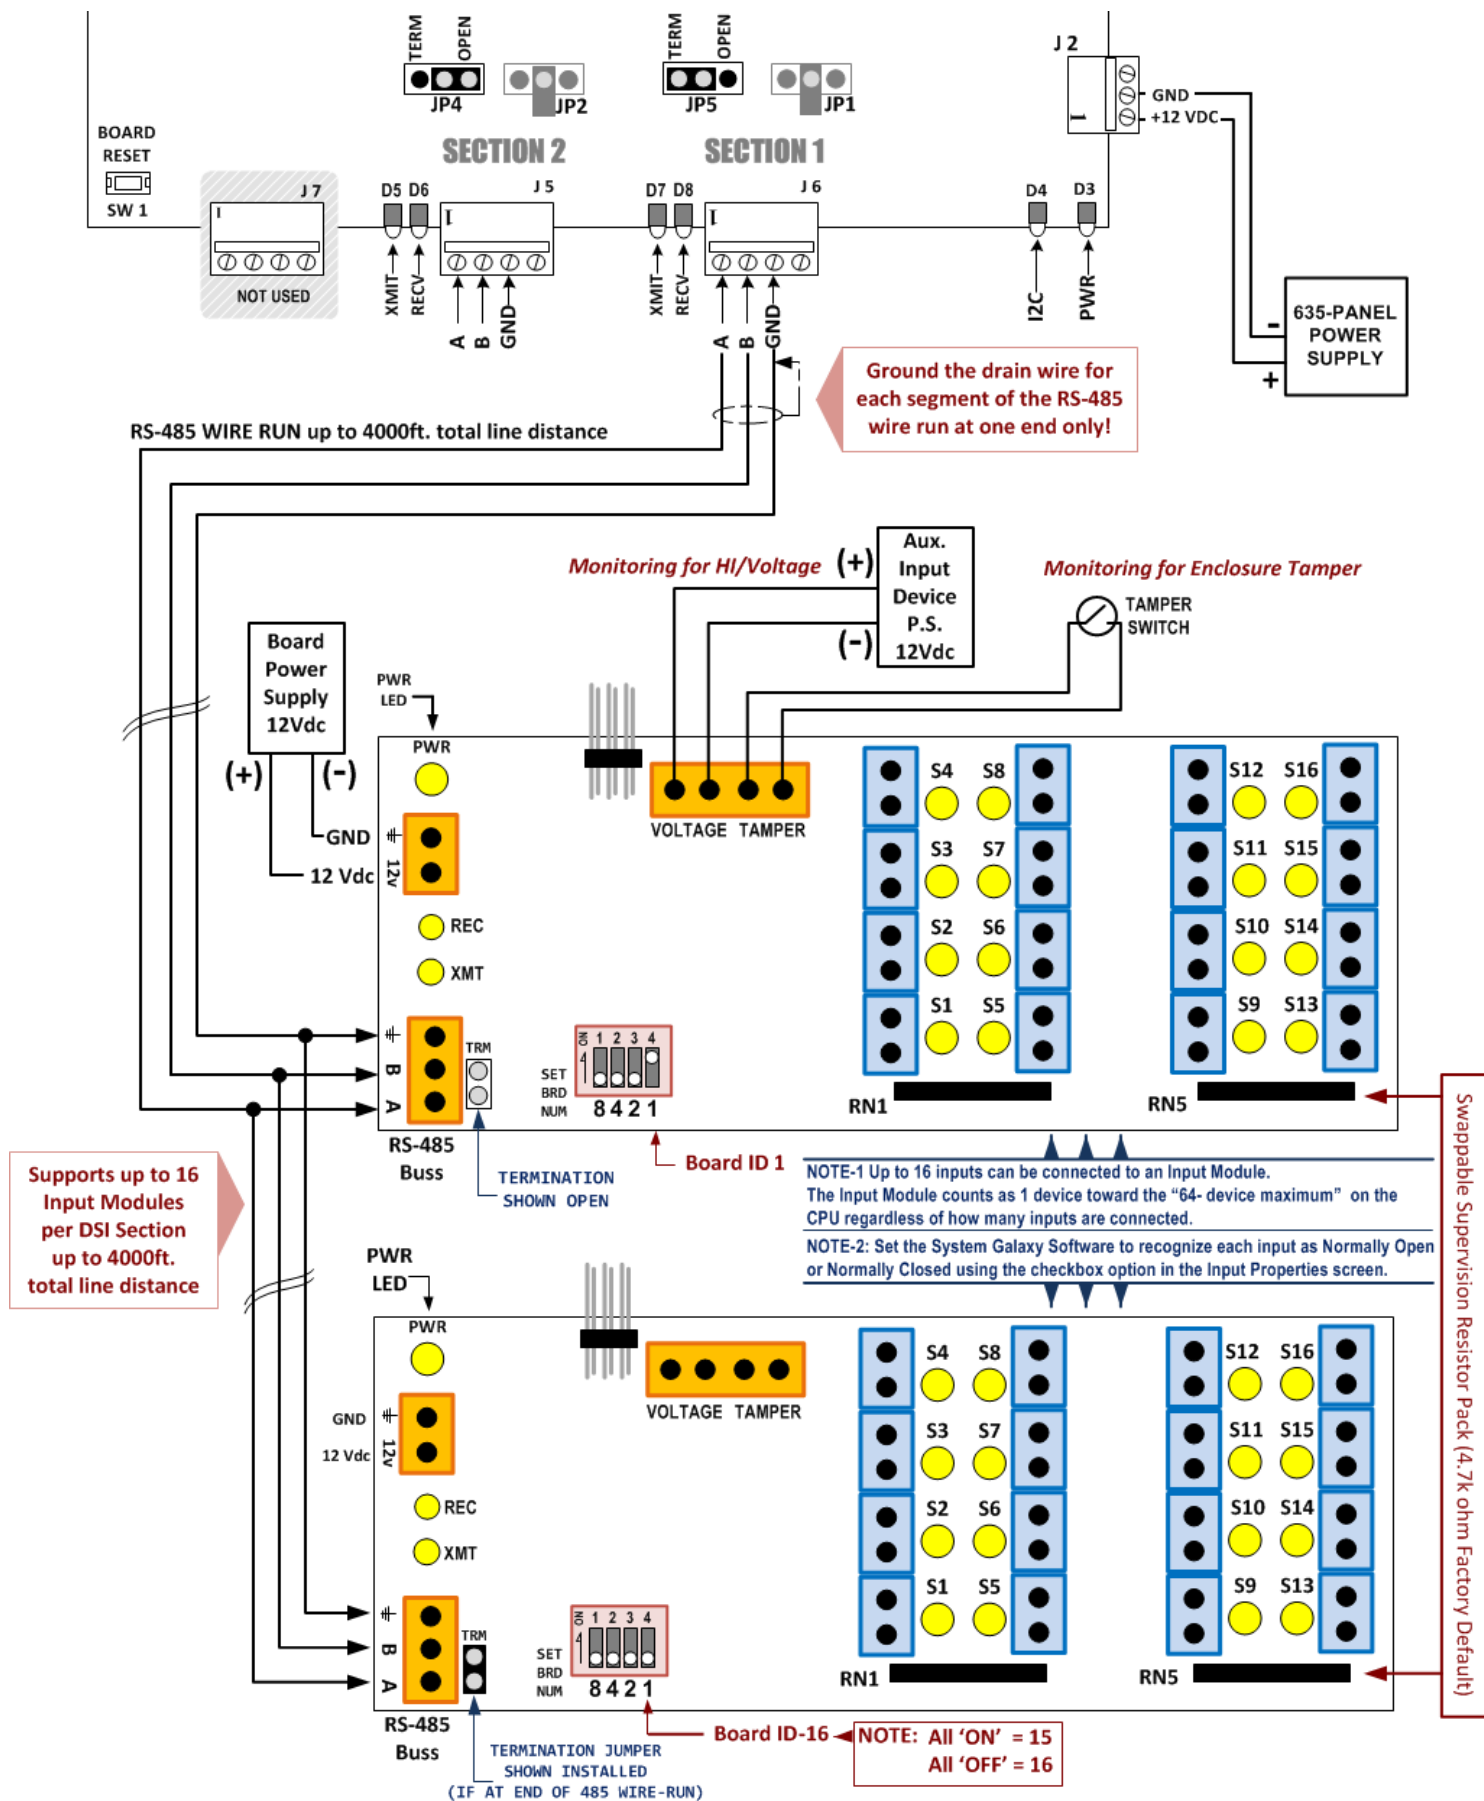 TERM OPEN
JP4
JP2
TERM OPEN
JP5
JP1
J 2
1
GND
+12 VDC
BOARD
RESET
SW 1
SECTION 2
SECTION 1
J 7
I
NOT USED
D5 D6
XMIT
RECV
J 5
1
A
B
GND
D7 D8
XMIT
RECV
J 6
1
A
B
GND
D4
I2C
D3
PWR
635-PANEL
POWER
SUPPLY
-
+
Ground the drain wire for
each segment of the RS-485
wire run at one end only!
RS-485 WIRE RUN up to 4000ft. total line distance
Monitoring for HI/Voltage
(+)
(-)
Aux.
Input
Device
P.S.
12Vdc
Monitoring for Enclosure Tamper
TAMPER
SWITCH
Board
Power
Supply
12Vdc
(+) (-)
PWR
LED
PWR
GND
12 Vdc
12v
REC
XMT
VOLTAGE TAMPER
S4 S8
S3 S7
S2 S6
S1 S5
RN1
S12 S16
S11 S15
S10 S14
S9 S13
RN5
B
A
RS-485
Buss
TRM
TERMINATION
SHOWN OPEN
ON 1 2 3 4
4
SET
BRD
NUM
8 4 2 1
Board ID 1
Supports up to 16
Input Modules
per DSI Section
up to 4000ft.
total line distance
NOTE-1 Up to 16 inputs can be connected to an Input Module.
The Input Module counts as 1 device toward the “64- device maximum” on the
CPU regardless of how many inputs are connected.
NOTE-2: Set the System Galaxy Software to recognize each input as Normally Open
or Normally Closed using the checkbox option in the Input Properties screen.
Swappable Supervision Resistor Pack (4.7k ohm Factory Default)
PWR
LED
PWR
GND
12 Vdc
12v
REC
XMT
VOLTAGE TAMPER
S4 S8
S3 S7
S2 S6
S1 S5
RN1
S12 S16
S11 S15
S10 S14
S9 S13
RN5
B
A
RS-485
Buss
TRM
TERMINATION JUMPER
SHOWN INSTALLED
(IF AT END OF 485 WIRE-RUN)
ON 1 2 3 4
4
SET
BRD
NUM
8 4 2 1
Board ID-16
NOTE: All ‘ON’ = 15
All ‘OFF’ = 16